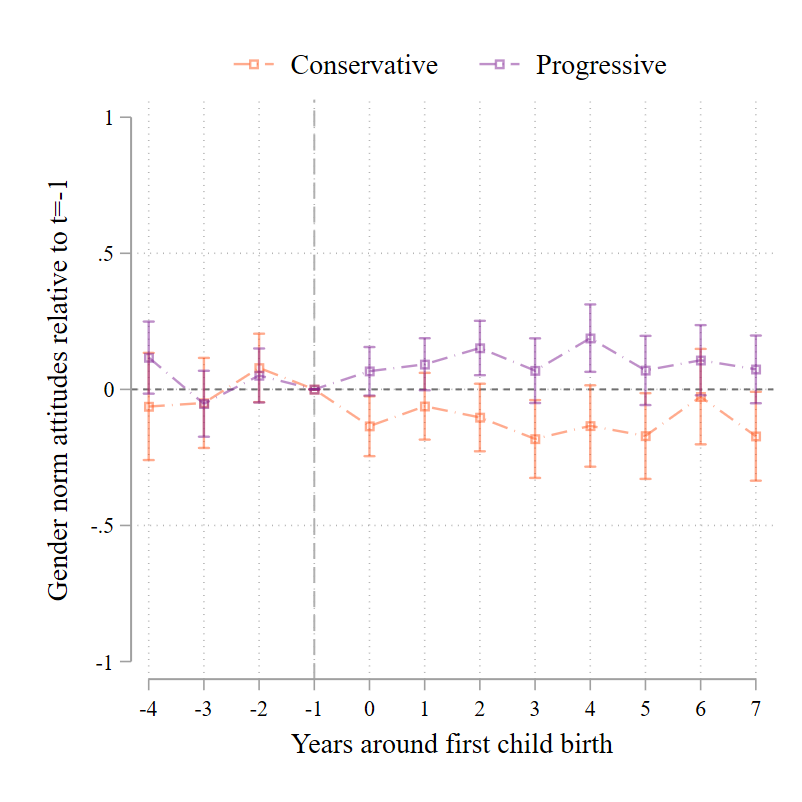 Conservative Progressive
Gender norm attitudes relative to t=-1
1
.5
0
-.5
-1
-4 -3 -2 -1 0 1 2 3 4 5 6 7
Years around first child birth